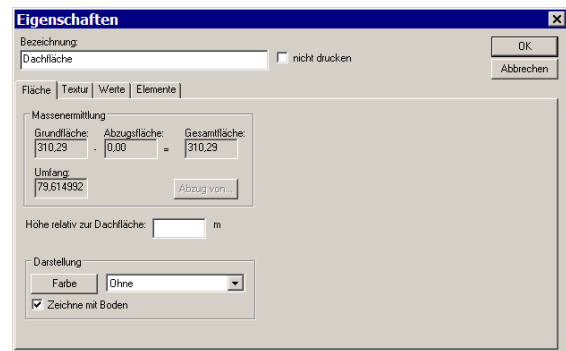 Eigenschaften
Bezeichnung:
Dachfläche
nicht drucken
OK
Abbrechen
Fläche Textur Werte Elemente
Massenermittlung
Grundfläche: Abzugsfläche: Gesamtfläche:
310,29 - 0,00 = 310,29
Umfang:
79,614992
Abzug von...
Höhe relativ zur Dachfläche: m
Darstellung
Farbe Ohne
Zeichne mit Boden